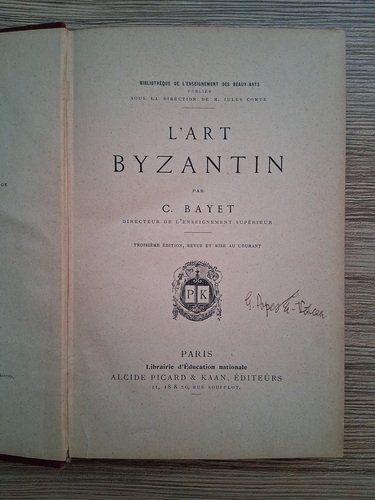 BIBLIOTHÈQUE DE L'ENSEIGNEMENT DES BEAUX-ARTS
PUBLIÉE
SOUS LA DIRECTION DE M. JULES COMTE
L'ART
BYZANTIN
PAR
C. BAYET
DIRECTEUR DE L'ENSEIGNEMENT SUPÉRIEUR
TROISIÈME ÉDITION, REVUE ET MISE AU COURANT
P K
PARIS
Librairie d'Éducation nationale
ALCIDE PICARD & KAAN, ÉDITEURS
11, 18 & 20, RUE SOUFFLOT